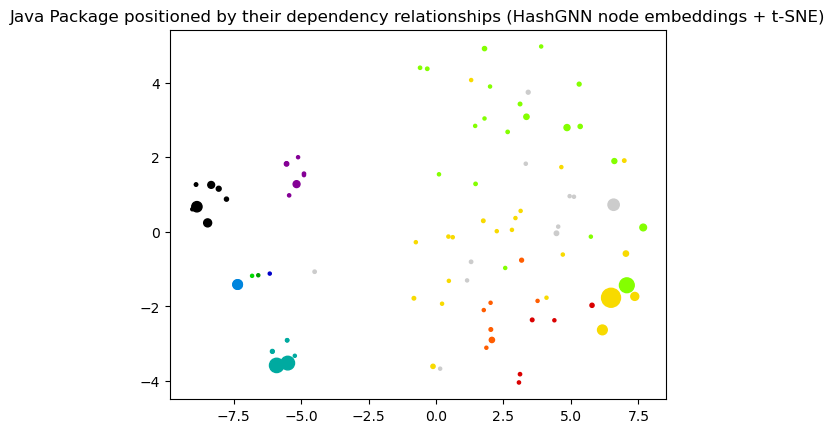 Java Package positioned by their dependency relationships (HashGNN node embeddings + t-SNE)
4
2
0
−2
−4
−7.5 −5.0 −2.5 0.0 2.5 5.0 7.5